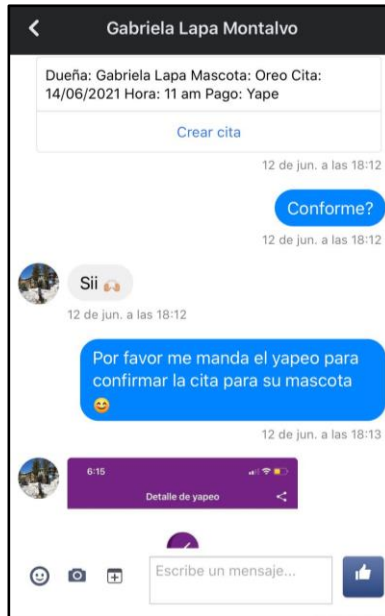 Gabriela Lapa Montalvo
Dueña: Gabriela Lapa Mascota: Oreo Cita:
14/06/2021 Hora: 11 am Pago: Yape
Crear cita
12 de jun. a las 18:12
Conforme?
12 de jun. a las 18:12
Sii 🙌🏻
12 de jun. a las 18:12
Por favor me manda el yapeo para
confirmar la cita para su mascota
😊
12 de jun. a las 18:13
6:15
Detalle de yapeo
Escribe un mensaje...